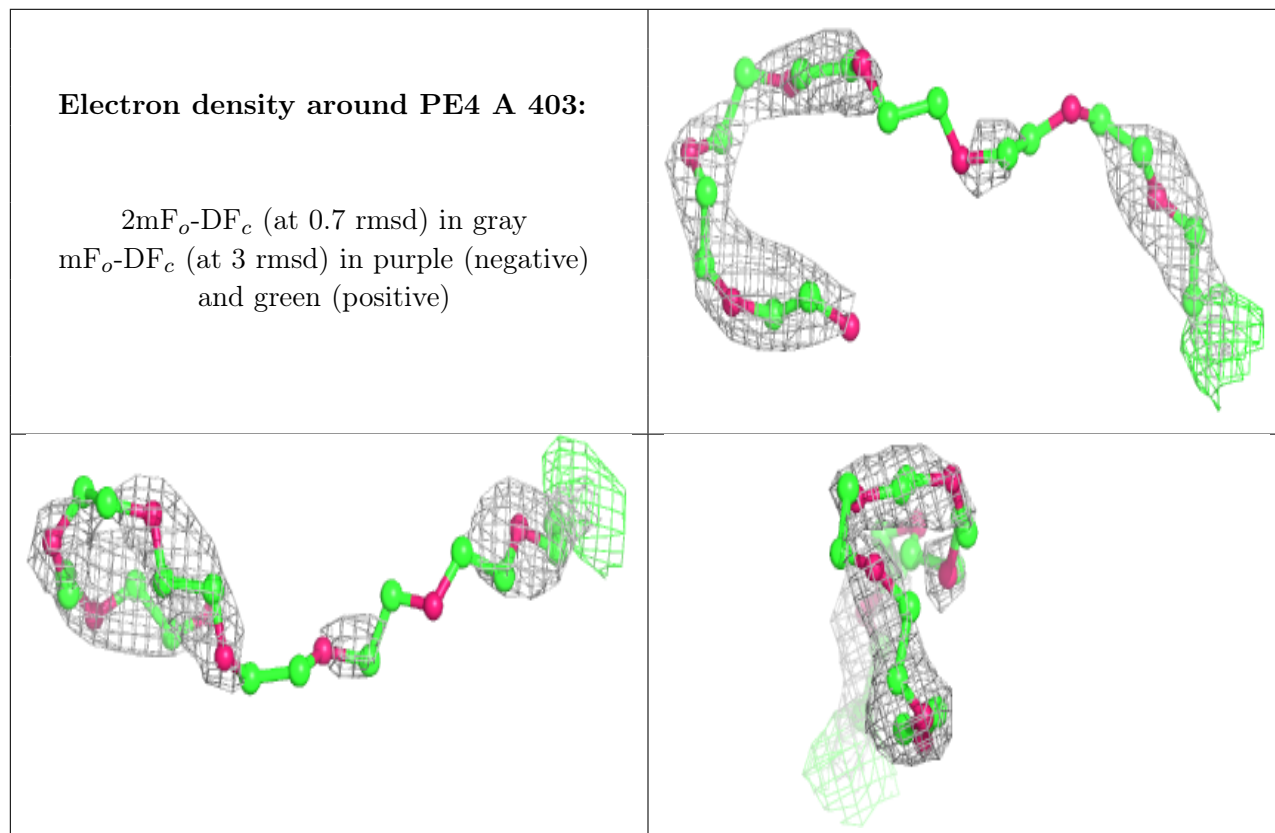 Electron density around PE4 A 403:
2mFₒ-DF𝒸 (at 0.7 rmsd) in gray
mFₒ-DF𝒸 (at 3 rmsd) in purple (negative)
and green (positive)